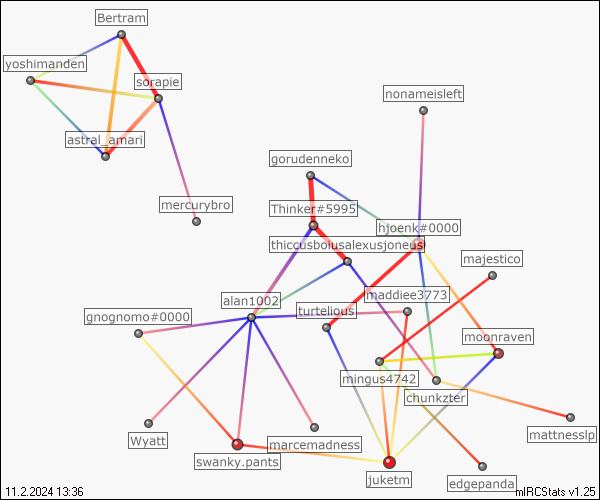 Bertram
yoshimanden
sorapie
nonameisleft
astral_amari
gorudenneko
mercurybro
Thinker#5995
hjoenk#0000
thiccusbolusalexusjoneus
majestico
maddiee3773
alan1002
turtelious
gnognomo#0000
moonraven
mingus4742
chunkzter
Wyatt
marcemadness
mattnesslp
swanky.pants
juketm
edgepanda
11.2.2024 13:36
mIRCStats v1.25